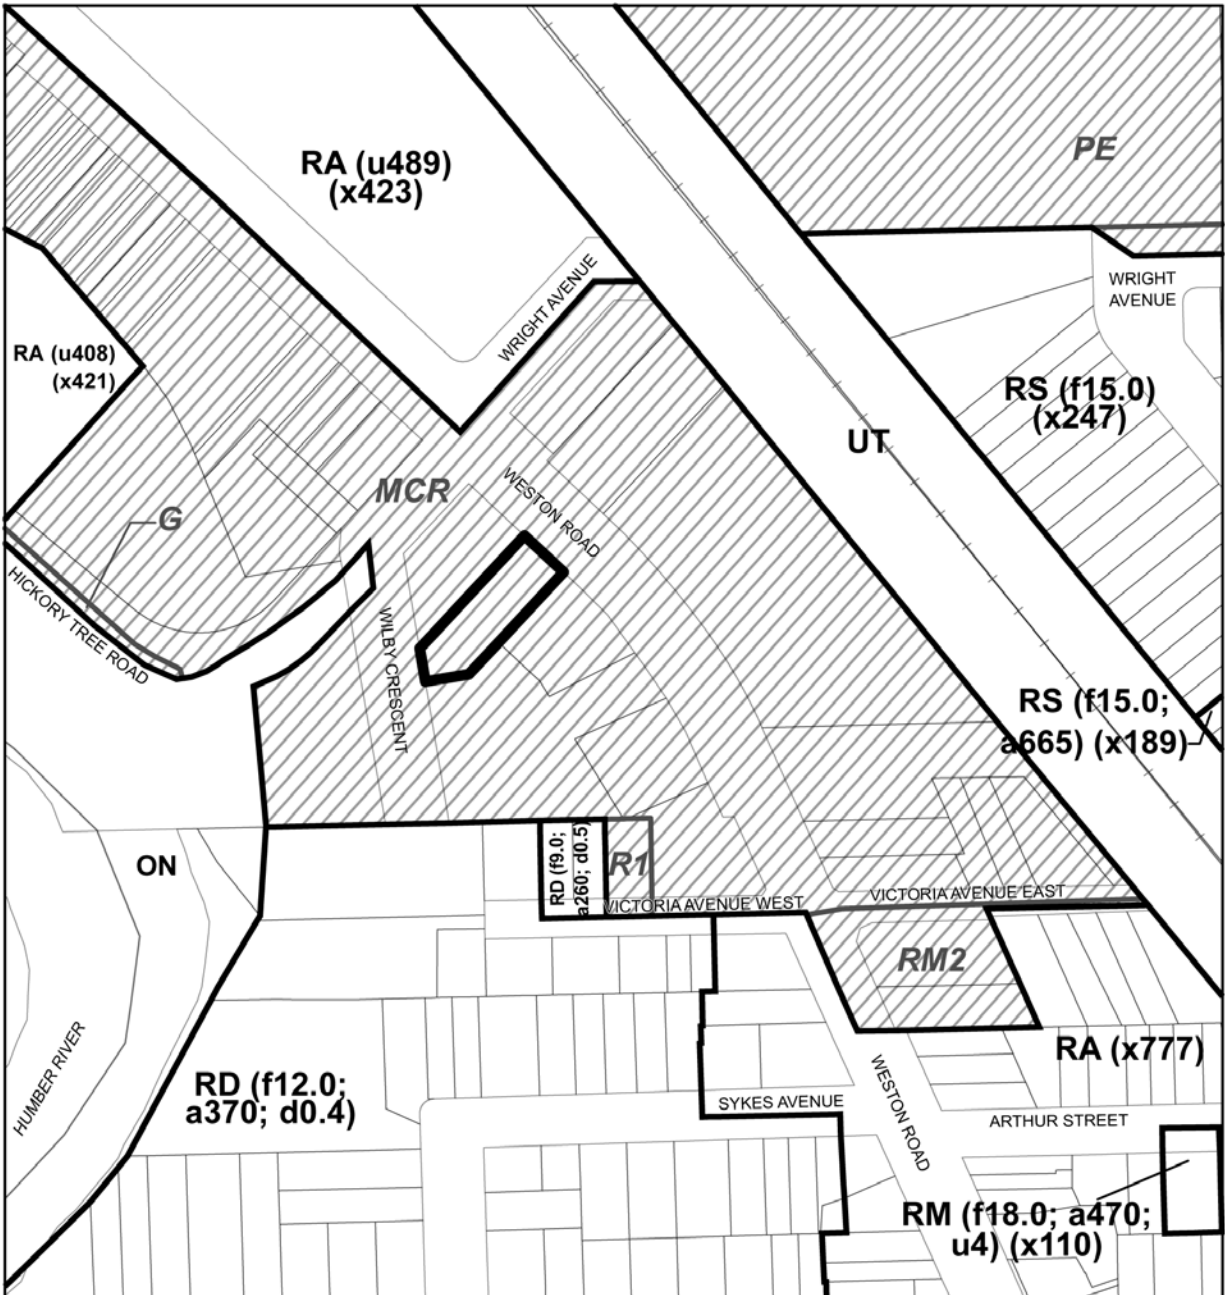 PE
RA (u489)
(x423)
WRIGHT AVENUE
WRIGHT
AVENUE
RA (u408)
(x421)
RS (f15.0)
(x247)
UT
MCR
WESTON ROAD
G
HICKORY TREE ROAD
WILBY CRESCENT
RS (f15.0;
a665) (x189)
ON
RD (f9.0;
a260; d0.5)
R1
VICTORIA AVENUE WEST
VICTORIA AVENUE EAST
RM2
HUMBER RIVER
RA (x777)
RD (f12.0;
a370; d0.4)
SYKES AVENUE
WESTON ROAD
ARTHUR STREET
RM (f18.0; a470;
u4) (x110)